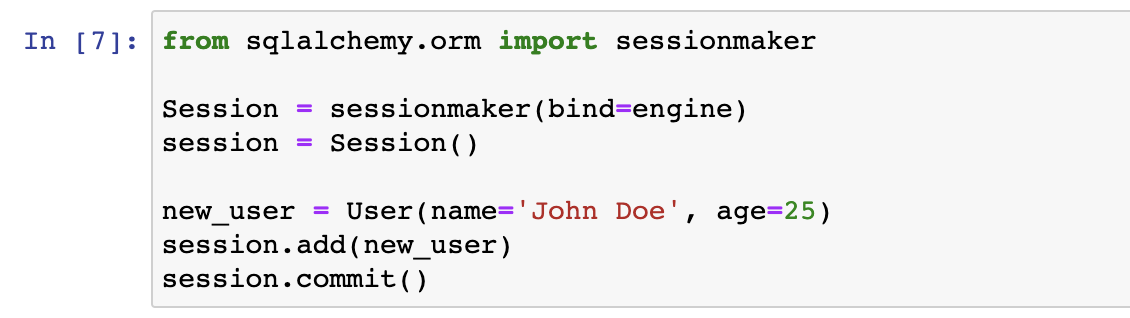 In [7]: from sqlalchemy.orm import sessionmaker
Session = sessionmaker(bind=engine)
session = Session()
new_user = User(name='John Doe', age=25)
session.add(new_user)
session.commit()